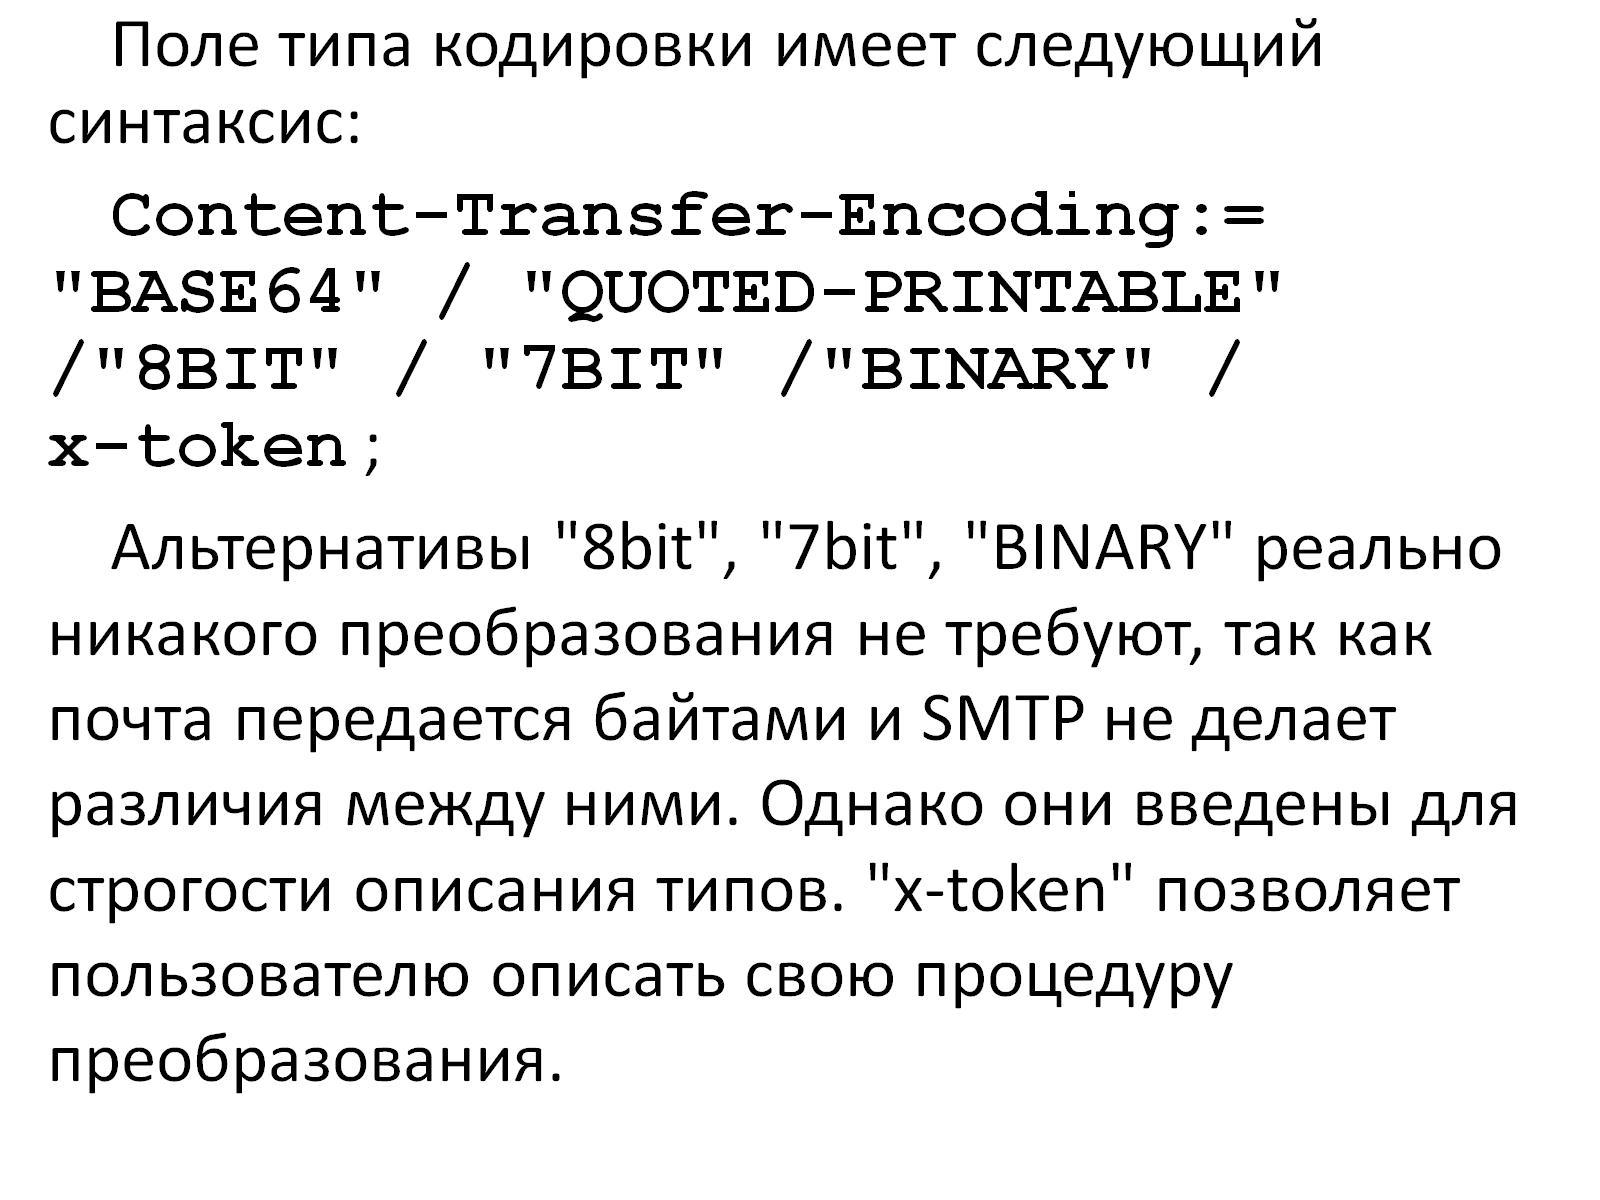 Поле типа кодировки имеет следующий
синтаксис:
Content-Transfer-Encoding:=
"BASE64" / "QUOTED-PRINTABLE"
/"8BIT" / "7BIT" /"BINARY" /
x-token;
Альтернативы "8bit", "7bit", "BINARY" реально
никакого преобразования не требуют, так как
почта передается байтами и SMTP не делает
различия между ними. Однако они введены для
строгости описания типов. "x-token" позволяет
пользователю описать свою процедуру
преобразования.